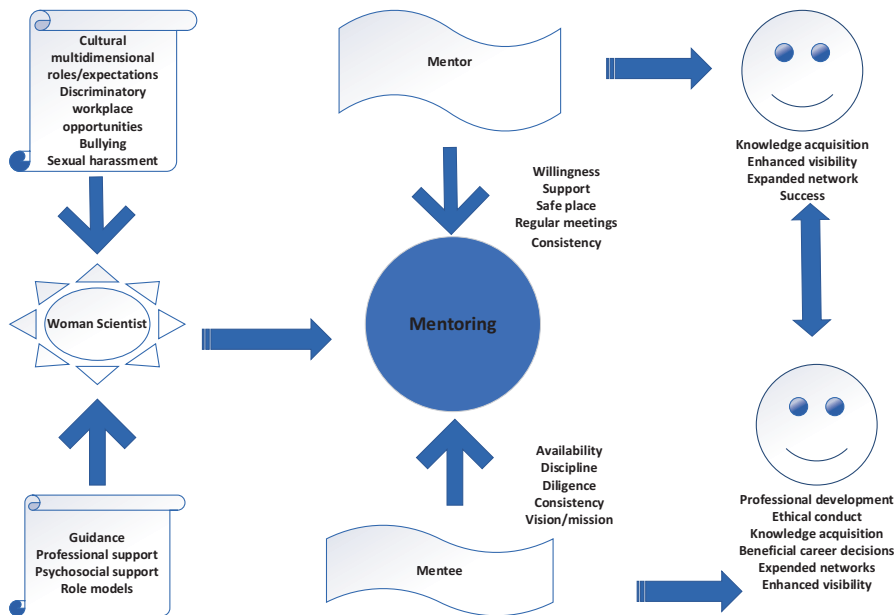 Cultural
multidimensional
roles/expectations
Discriminatory
workplace
opportunities
Bullying
Sexual harassment
Mentor
Knowledge acquisition
Enhanced visibility
Expanded network
Success
Willingness
Support
Safe place
Regular meetings
Consistency
Woman Scientist
Mentoring
Availability
Discipline
Diligence
Consistency
Vision/mission
Guidance
Professional support
Psychosocial support
Role models
Mentee
Professional development
Ethical conduct
Knowledge acquisition
Beneficial career decisions
Expended networks
Enhanced visibility